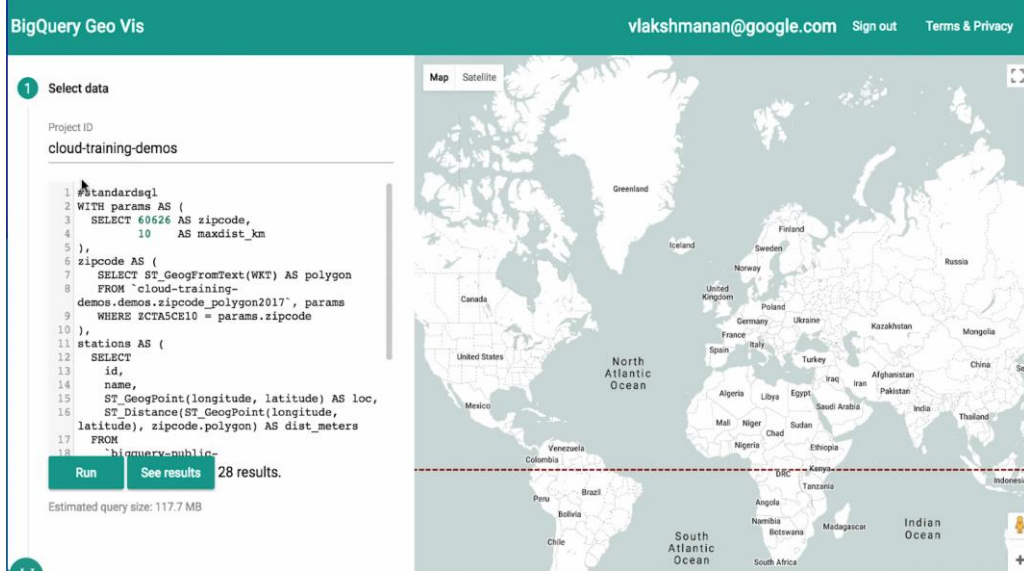 BigQuery Geo Vis
vlakshmanan@google.com Sign out Terms & Privacy
1 Select data
Project ID
cloud-training-demos
1 #standardsql
2 WITH params AS (
3 SELECT 60626 AS zipcode,
4 10 AS maxdist_km
5 ),
6 zipcode AS (
7 SELECT ST_GeogFromText(WKT) AS polygon
8 FROM `cloud-training-
demos.demos.zipcode_polygon2017`, params
9 WHERE ZCTA5CE10 = params.zipcode
10 ),
11 stations AS (
12 SELECT
13 id,
14 name,
15 ST_GeogPoint(longitude, latitude) AS loc,
16 ST_Distance(ST_GeogPoint(longitude,
latitude), zipcode.polygon) AS dist_meters
17 FROM
18 `bigquery-public-
Run See results 28 results.
Estimated query size: 117.7 MB
Map Satellite
Greenland
Iceland
Finland
Sweden
Norway
Russia
United
Kingdom
Canada
Poland
Germany
Ukraine
France
Kazakhstan
Mongolia
Italy
Spain
United States
North
Atlantic
Ocean
Turkey
China
Iraq
Iran
Afghanistan
Pakistan
Algeria
Libya
Egypt
Saudi Arabia
India
Mexico
Mali
Niger
Chad
Sudan
Thailand
Nigeria
Ethiopia
Venezuela
Colombia
DRC
Kenya
Tanzania
Indonesi
Peru
Brazil
Angola
Bolivia
Namibia
Botswana
Madagascar
Indian
Ocean
Chile
South
Atlantic
Ocean
South Africa